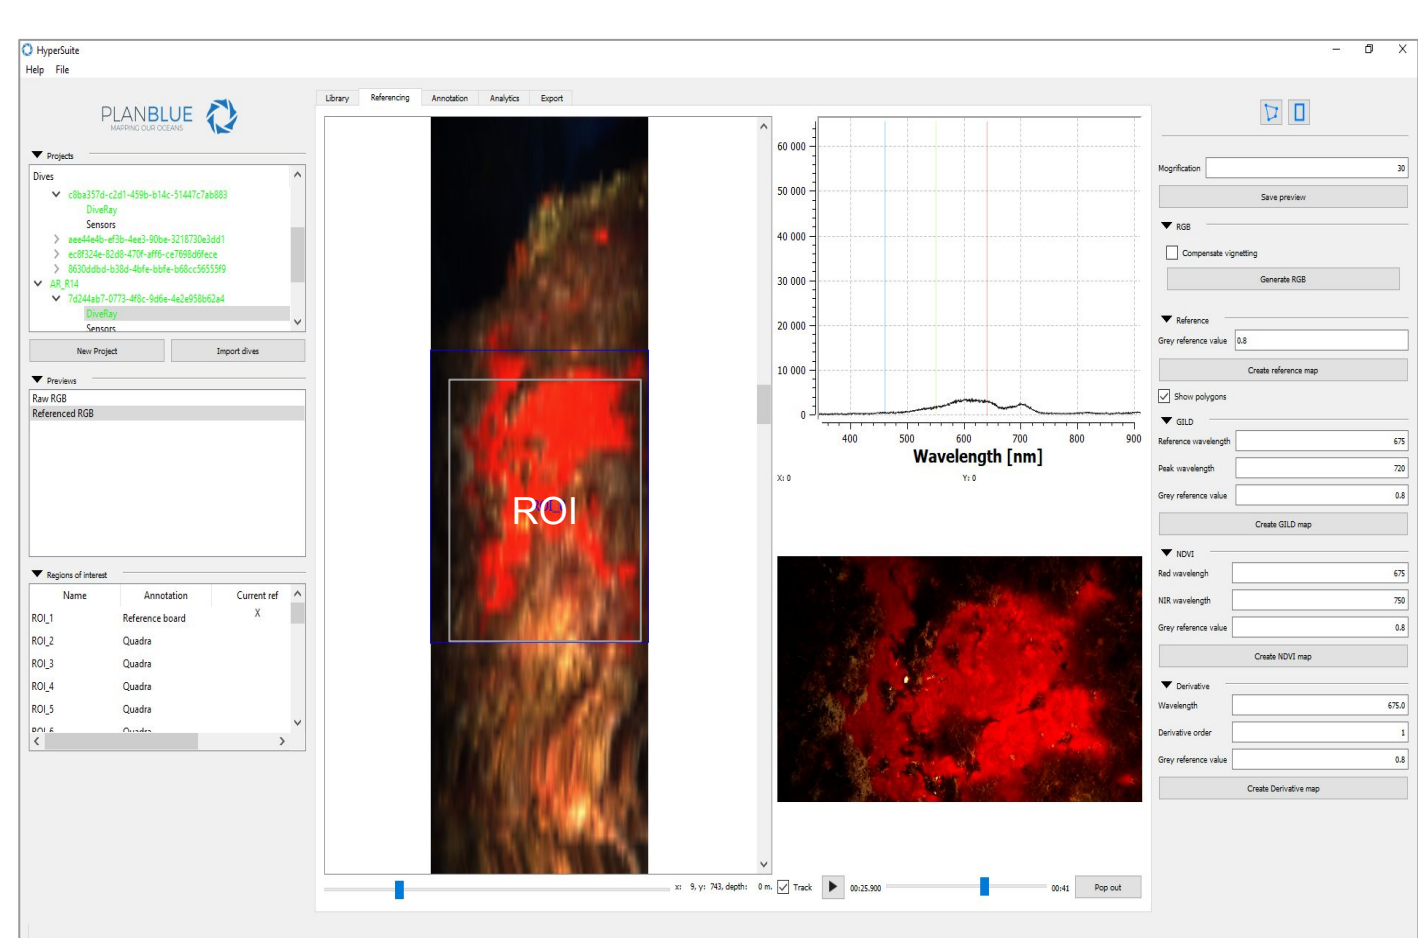 HyperSuite
Help File
PLANBLUE
MAPPING OUR OCEANS
Projects
Dives
c8ba357d-c2d1-459b-b14c-51447c7ab883
DiveRay
Sensors
aee44e4b-ef3b-4ee3-90be-3218730e3dd1
ec8f324e-82d8-470f-aff6-ce7698d6fece
8630ddbd-b38d-4bfe-bbfe-b68cc56555f9
AR_R14
7d244ab7-0773-4f8c-9d6e-4e2e958b62a4
DiveRay
Sensors
New Project Import dives
Previews
Raw RGB
Referenced RGB
Regions of interest
Name Annotation Current ref
ROI_1 Reference board X
ROI_2 Quadra
ROI_3 Quadra
ROI_4 Quadra
ROI_5 Quadra
ROI_6 Quadra
Library Referencing Annotation Analytics Export
ROI
x: 9, y: 743, depth: 0 m.
60 000
50 000
40 000
30 000
20 000
10 000
0
400 500 600 700 800 900
Wavelength [nm]
X: 0 Y: 0
Track 00:25.900 00:41 Pop out
Mogrification 30
Save preview
RGB
Compensate vignetting
Generate RGB
Reference
Grey reference value 0.8
Create reference map
Show polygons
GILD
Reference wavelength 675
Peak wavelength 720
Grey reference value 0.8
Create GILD map
NDVI
Red wavelengh 675
NIR wavelength 750
Grey reference value 0.8
Create NDVI map
Derivative
Wavelength 675.0
Derivative order 1
Grey reference value 0.8
Create Derivative map